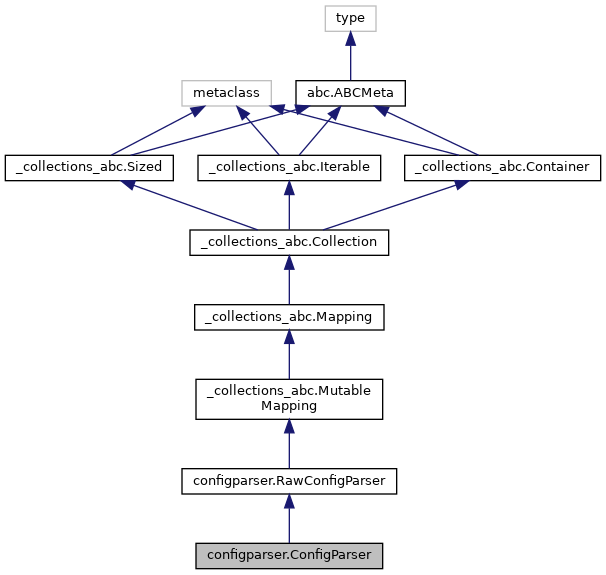 type
metaclass
abc.ABCMeta
_collections_abc.Sized
_collections_abc.Iterable
_collections_abc.Container
_collections_abc.Collection
_collections_abc.Mapping
_collections_abc.Mutable
Mapping
configparser.RawConfigParser
configparser.ConfigParser